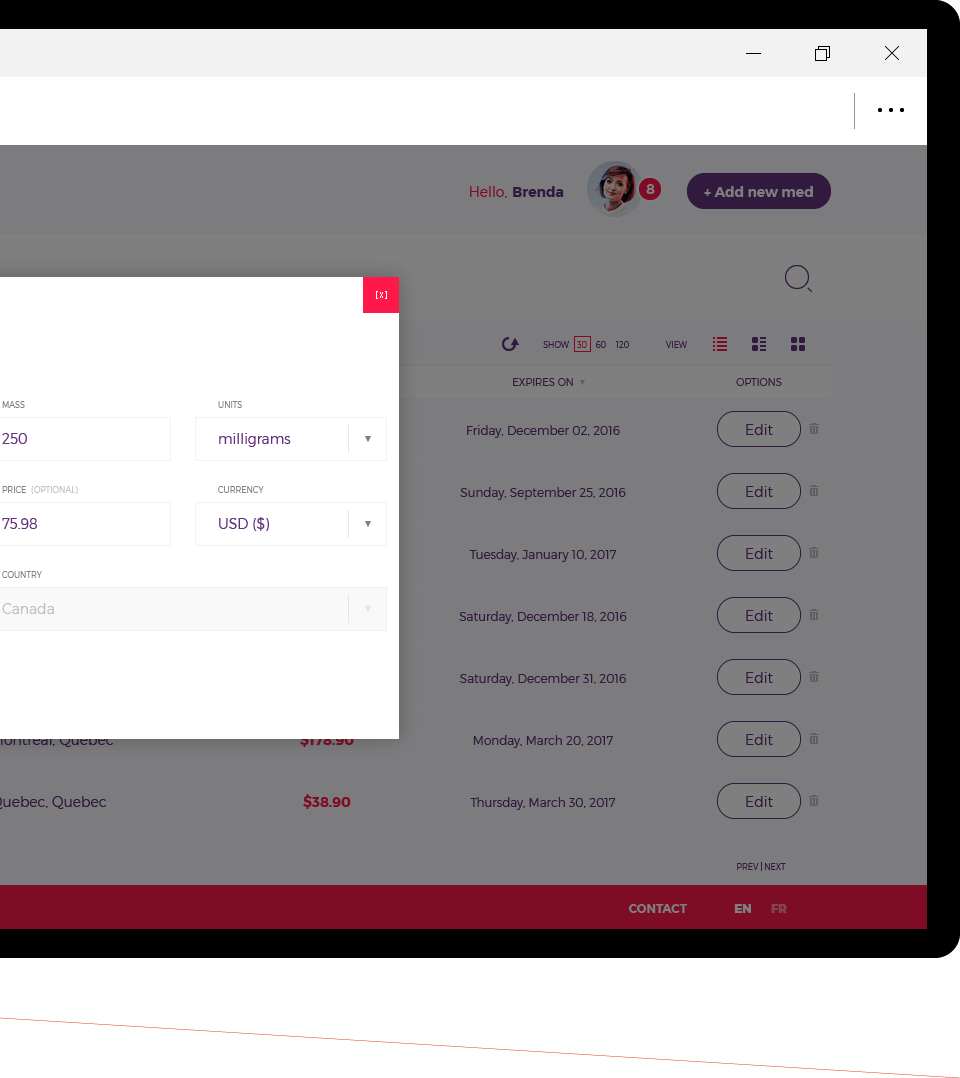 Hello, Brenda
8
+ Add new med
[x]
SHOW 30 60 120
VIEW
EXPIRES ON ▼
OPTIONS
MASS
UNITS
250
milligrams
PRICE (OPTIONAL)
CURRENCY
75.98
USD ($)
COUNTRY
Canada
Friday, December 02, 2016
Edit
Sunday, September 25, 2016
Edit
Tuesday, January 10, 2017
Edit
Saturday, December 18, 2016
Edit
Saturday, December 31, 2016
Edit
Montreal, Quebec
$178.90
Monday, March 20, 2017
Edit
Quebec, Quebec
$38.90
Thursday, March 30, 2017
Edit
PREV | NEXT
CONTACT
EN
FR